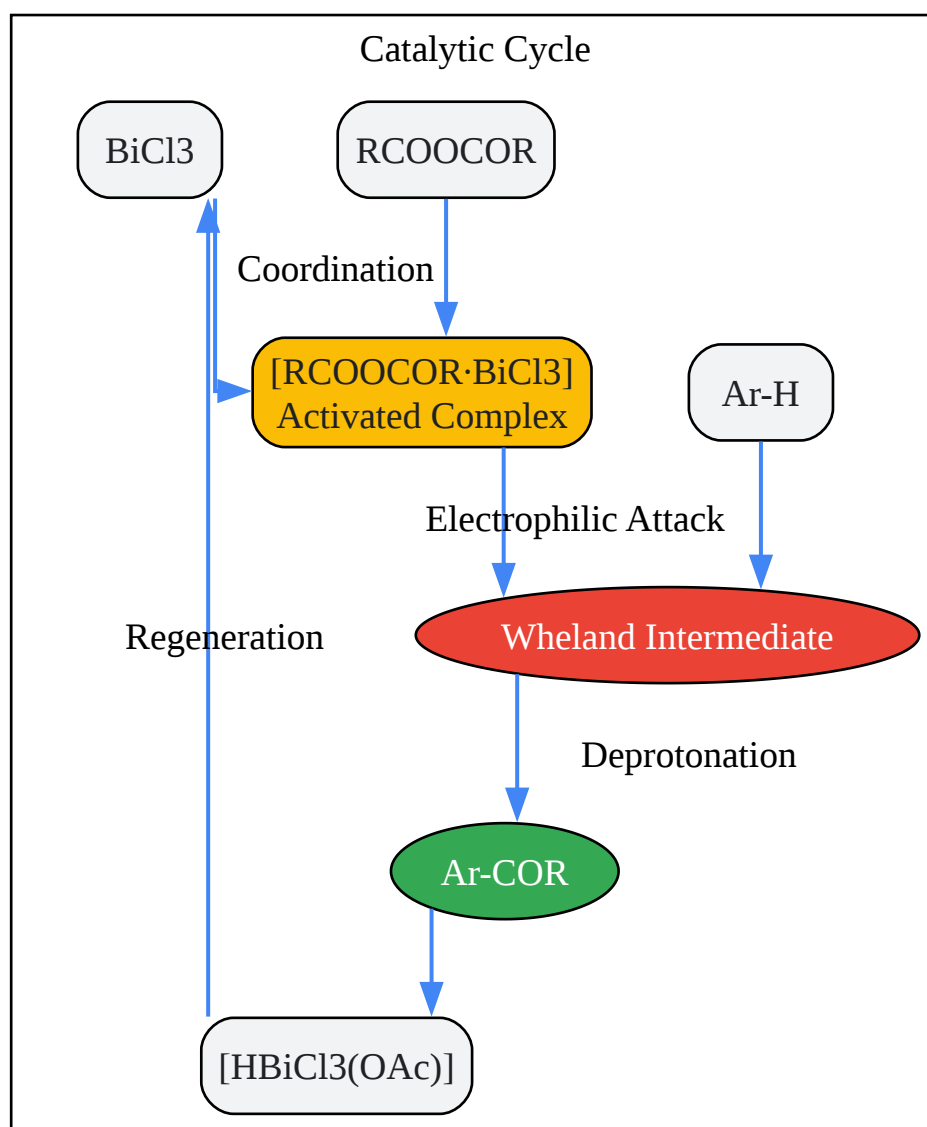 Catalytic Cycle
BiCl3
RCOOCOR
Coordination
[RCOOCOR·BiCl3]
Activated Complex
Ar-H
Electrophilic Attack
Regeneration
Wheland Intermediate
Deprotonation
Ar-COR
[HBiCl3(OAc)]